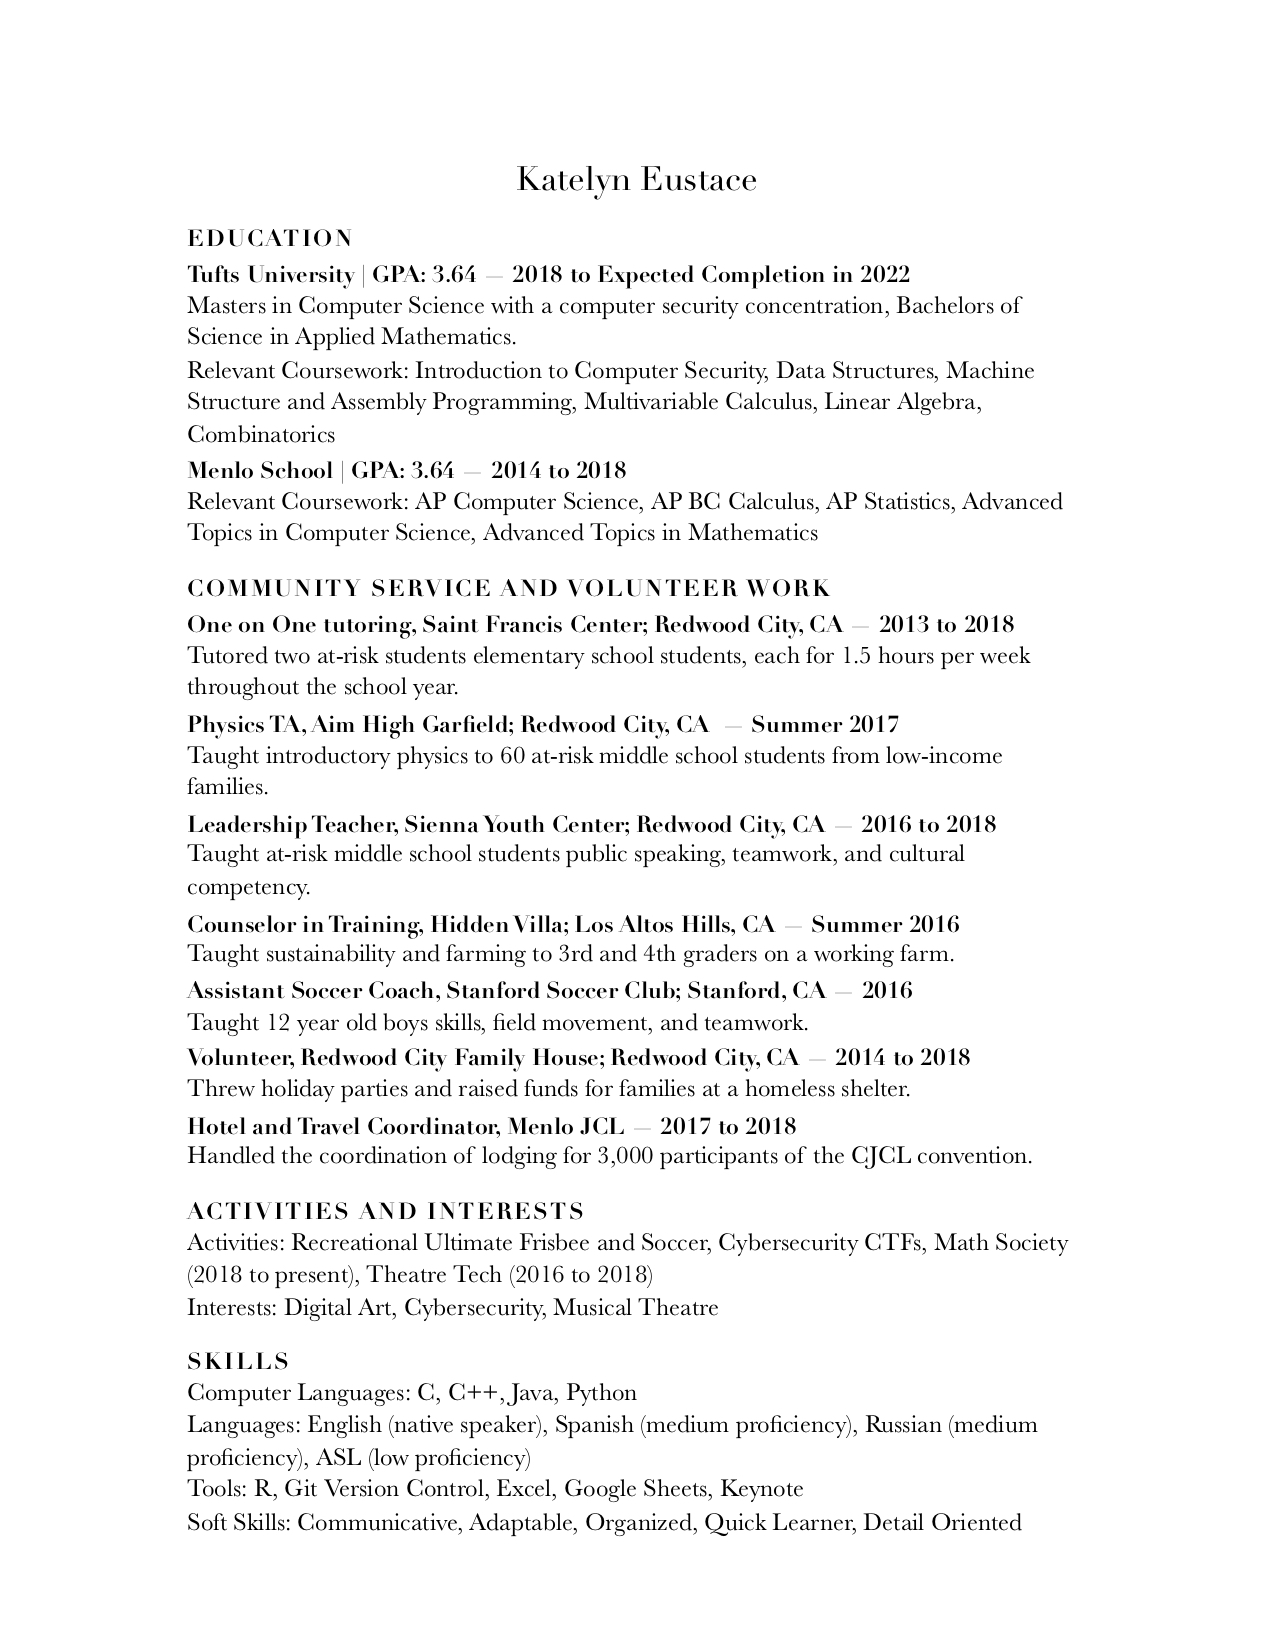 Katelyn Eustace
EDUCATION
Tufts University | GPA: 3.64 — 2018 to Expected Completion in 2022
Masters in Computer Science with a computer security concentration, Bachelors of
Science in Applied Mathematics.
Relevant Coursework: Introduction to Computer Security, Data Structures, Machine
Structure and Assembly Programming, Multivariable Calculus, Linear Algebra,
Combinatorics
Menlo School | GPA: 3.64 — 2014 to 2018
Relevant Coursework: AP Computer Science, AP BC Calculus, AP Statistics, Advanced
Topics in Computer Science, Advanced Topics in Mathematics
COMMUNITY SERVICE AND VOLUNTEER WORK
One on One tutoring, Saint Francis Center; Redwood City, CA — 2013 to 2018
Tutored two at-risk students elementary school students, each for 1.5 hours per week
throughout the school year.
Physics TA, Aim High Garfield; Redwood City, CA — Summer 2017
Taught introductory physics to 60 at-risk middle school students from low-income
families.
Leadership Teacher, Sienna Youth Center; Redwood City, CA — 2016 to 2018
Taught at-risk middle school students public speaking, teamwork, and cultural
competency.
Counselor in Training, Hidden Villa; Los Altos Hills, CA — Summer 2016
Taught sustainability and farming to 3rd and 4th graders on a working farm.
Assistant Soccer Coach, Stanford Soccer Club; Stanford, CA — 2016
Taught 12 year old boys skills, field movement, and teamwork.
Volunteer, Redwood City Family House; Redwood City, CA — 2014 to 2018
Threw holiday parties and raised funds for families at a homeless shelter.
Hotel and Travel Coordinator, Menlo JCL — 2017 to 2018
Handled the coordination of lodging for 3,000 participants of the CJCL convention.
ACTIVITIES AND INTERESTS
Activities: Recreational Ultimate Frisbee and Soccer, Cybersecurity CTFs, Math Society
(2018 to present), Theatre Tech (2016 to 2018)
Interests: Digital Art, Cybersecurity, Musical Theatre
SKILLS
Computer Languages: C, C++, Java, Python
Languages: English (native speaker), Spanish (medium proficiency), Russian (medium
proficiency), ASL (low proficiency)
Tools: R, Git Version Control, Excel, Google Sheets, Keynote
Soft Skills: Communicative, Adaptable, Organized, Quick Learner, Detail Oriented